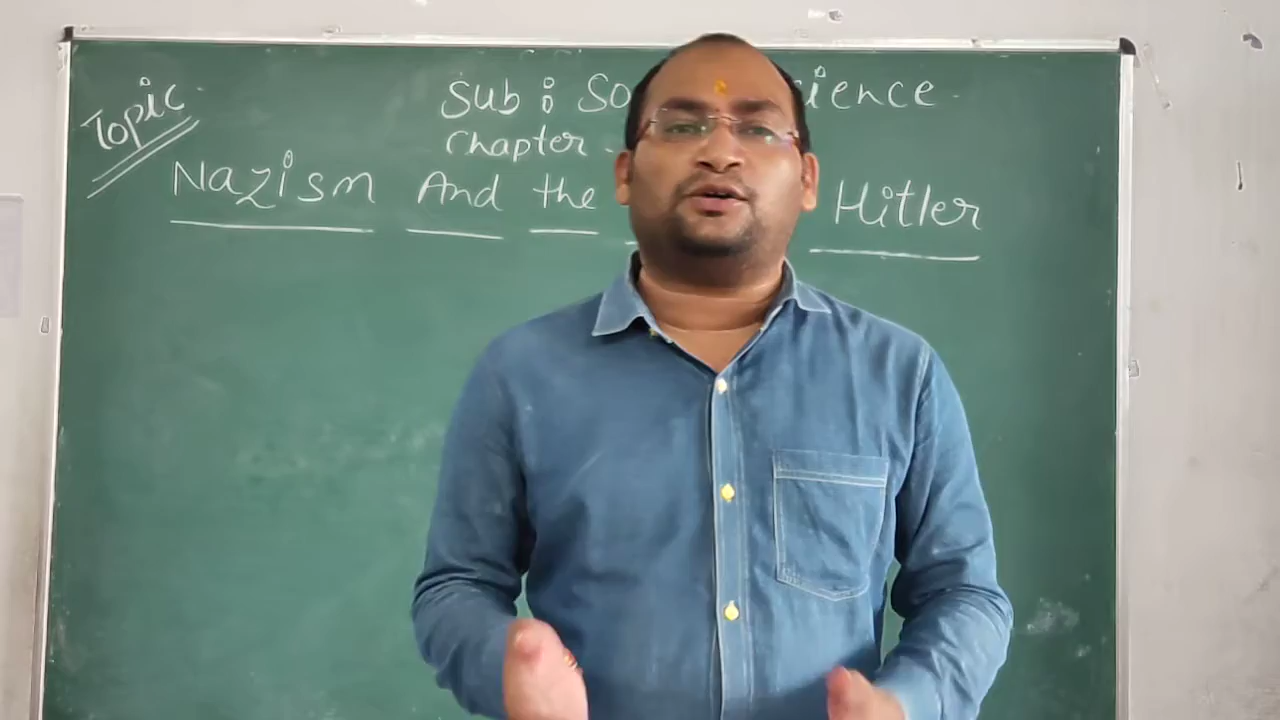 Topic
Sub : So ience
Chapter
Nazism And the Hitler